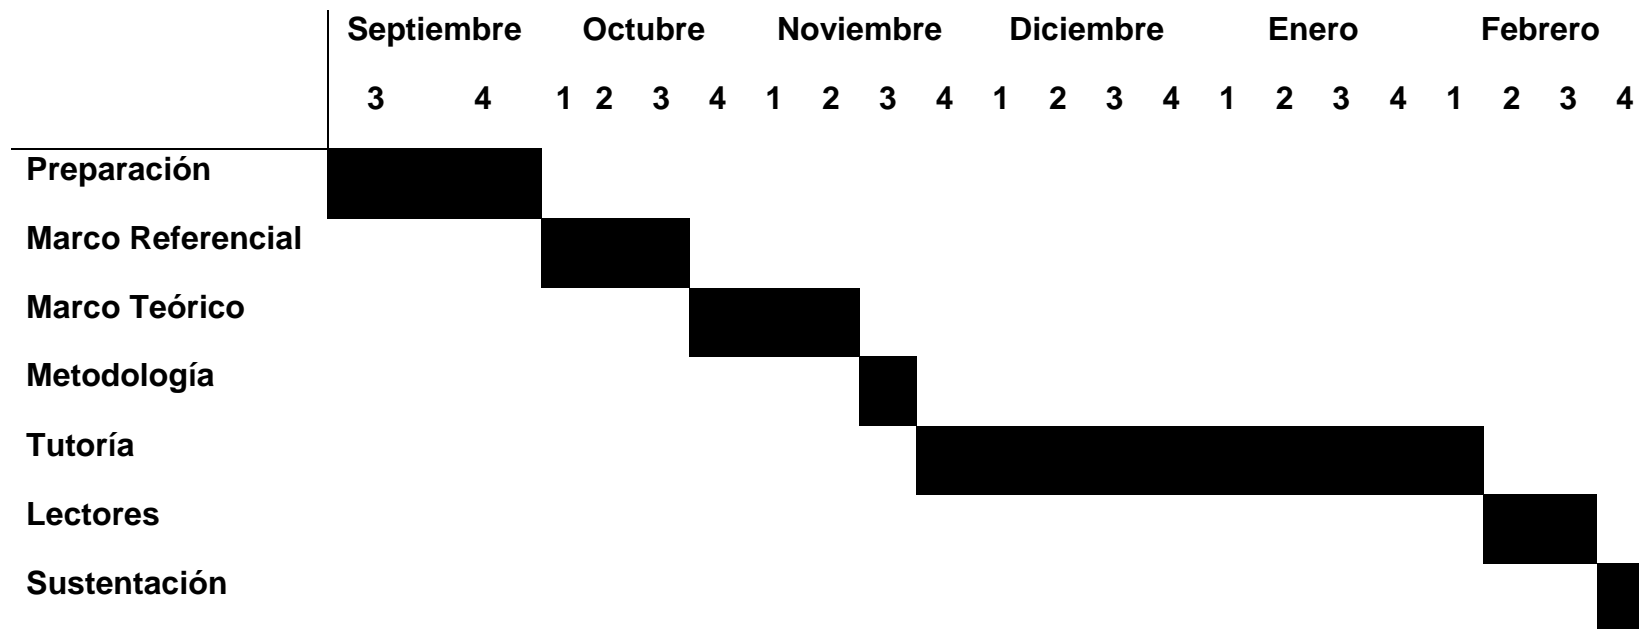 Septiembre Octubre Noviembre Diciembre Enero Febrero
3 4 1 2 3 4 1 2 3 4 1 2 3 4 1 2 3 4 1 2 3 4
Preparación
Marco Referencial
Marco Teórico
Metodología
Tutoría
Lectores
Sustentación